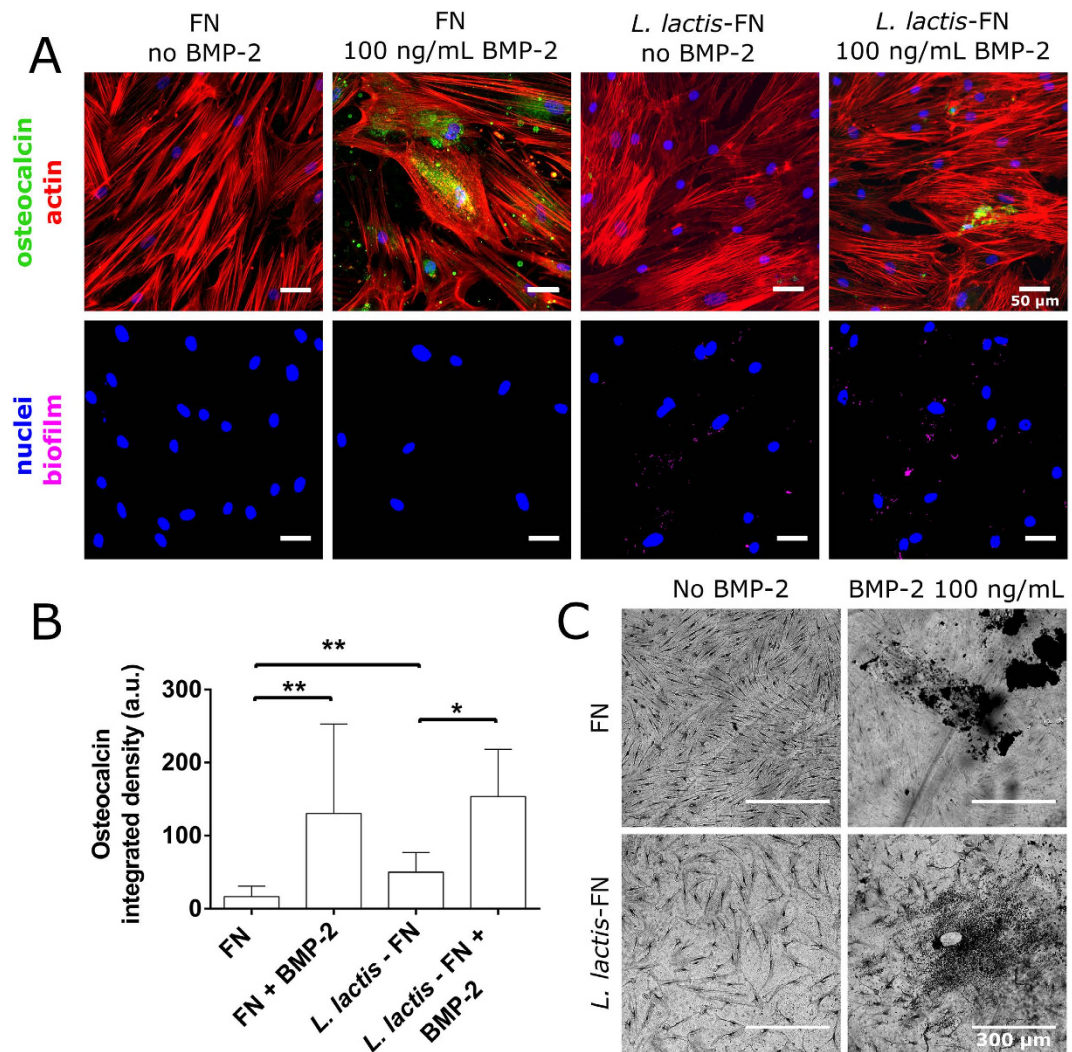 A
FN
no BMP-2
FN
100 ng/mL BMP-2
L. lactis-FN
no BMP-2
L. lactis-FN
100 ng/mL BMP-2
osteocalcin
actin
50 µm
nuclei
biofilm
B
**
**
*
Osteocalcin
integrated density (a.u.)
300
200
100
0
FN
FN + BMP-2
L. lactis - FN
L. lactis - FN +
BMP-2
C
No BMP-2
BMP-2 100 ng/mL
FN
L. lactis-FN
300 µm